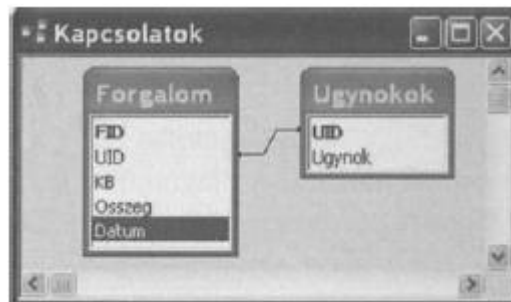 Kapcsolatok
Forgalom
FID
UID
KB
Osszeg
Datum
Ugynokok
UID
Ugynok